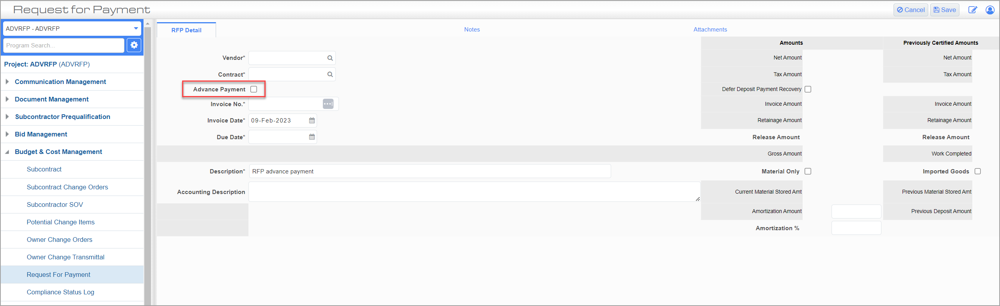 Request for Payment
Cancel
Save
ADVRFP - ADVRFP
Program Search...
Project: ADVRFP (ADVRFP)
Communication Management
Document Management
Subcontractor Prequalification
Bid Management
Budget & Cost Management
Subcontract
Subcontract Change Orders
Subcontractor SOV
Potential Change Items
Owner Change Orders
Owner Change Transmittal
Request For Payment
Compliance Status Log
RFP Detail
Notes
Attachments
Vendor*
Contract*
Advance Payment
Invoice No.*
Invoice Date* 09-Feb-2023
Due Date*
Description* RFP advance payment
Accounting Description
Amounts
Net Amount
Tax Amount
Defer Deposit Payment Recovery
Invoice Amount
Retainage Amount
Release Amount
Gross Amount
Material Only
Current Material Stored Amt
Amortization Amount
Amortization %
Previously Certified Amounts
Net Amount
Tax Amount
Invoice Amount
Retainage Amount
Release Amount
Work Completed
Imported Goods
Previous Material Stored Amt
Previous Deposit Amount